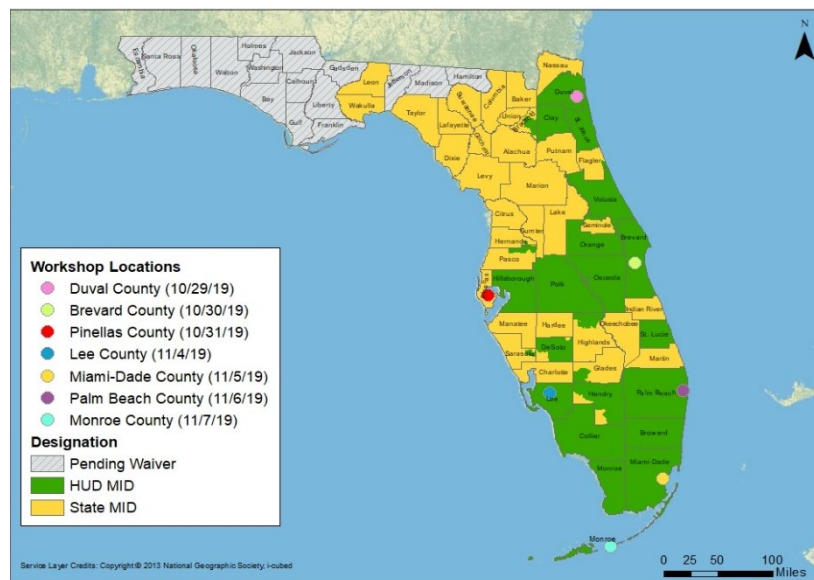 N
Holmes
Jackson
Santa Rosa
Okaloosa
Walton
Washington
Gadsden
Leon
Jefferson
Madison
Hamilton
Nassau
Calhoun
Bay
Liberty
Wakulla
Gulf
Franklin
Taylor
Suwannee
Columbia
Baker
Duval
Union
Clay
Lafayette
Alachua
Putnam
Dixie
Flagler
Levy
Marion
Volusia
Citrus
Lake
Sumter
Seminole
Hernando
Orange
Brevard
Pasco
Hillsborough
Polk
Osceola
Indian River
Manatee
Hardee
Okeechobee
St. Lucie
Highlands
DeSoto
Sarasota
Martin
Charlotte
Glades
Lee
Hendry
Palm Beach
Collier
Broward
Monroe
Miami-Dade
Monroe
Workshop Locations
Duval County (10/29/19)
Brevard County (10/30/19)
Pinellas County (10/31/19)
Lee County (11/4/19)
Miami-Dade County (11/5/19)
Palm Beach County (11/6/19)
Monroe County (11/7/19)
Designation
Pending Waiver
HUD MID
State MID
Service Layer Credits: Copyright:© 2013 National Geographic Society, i-cubed
0 25 50 100
Miles